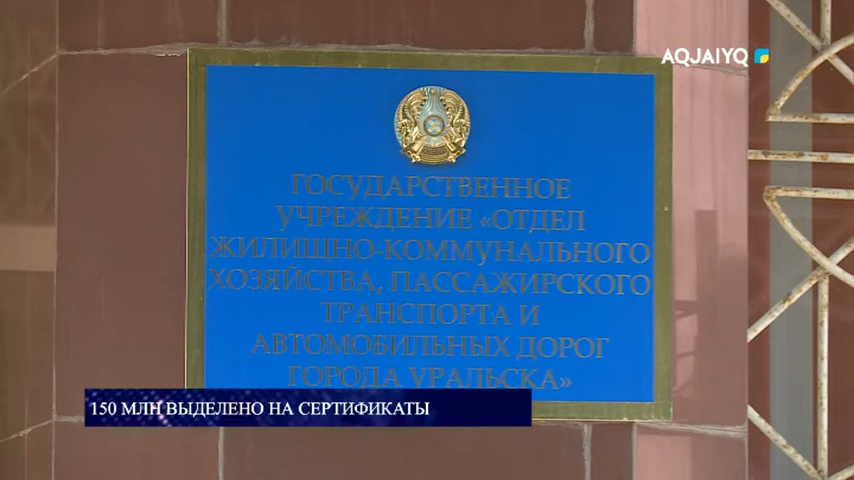 AQJAIYQ
ГОСУДАРСТВЕННОЕ
УЧРЕЖДЕНИЕ «ОТДЕЛ
ЖИЛИЩНО-КОММУНАЛЬНОГО
ХОЗЯЙСТВА, ПАССАЖИРСКОГО
ТРАНСПОРТА И
АВТОМОБИЛЬНЫХ ДОРОГ
ГОРОДА УРАЛЬСКА»
150 МЛН ВЫДЕЛЕНО НА СЕРТИФИКАТЫ